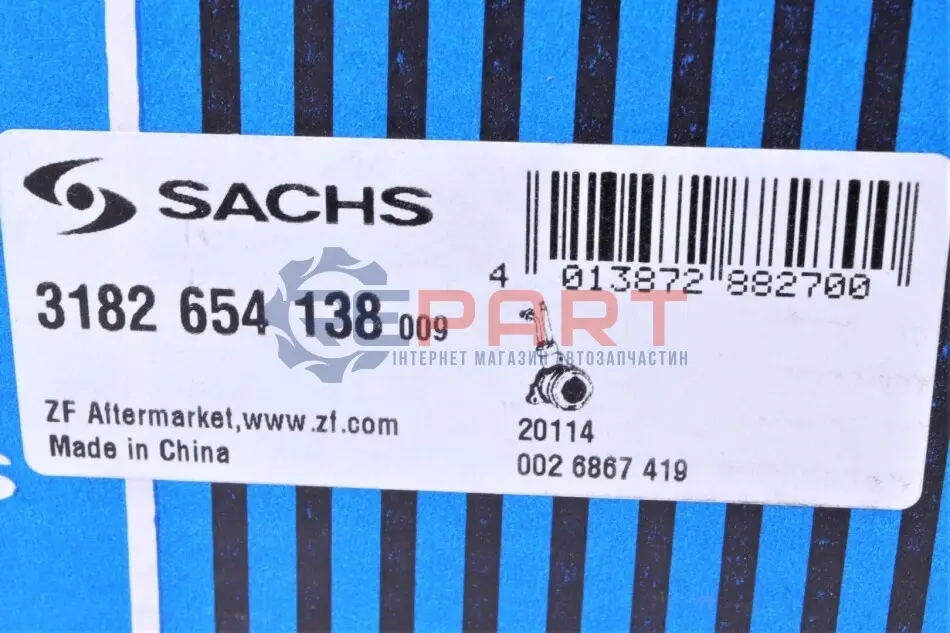 SACHS
4 013872 882700
3182 654 138 009
REPART
ІНТЕРНЕТ МАГАЗИН АВТОЗАПЧАСТИН
ZF Aftermarket,www.zf.com
Made in China
20114
002 6867 419
S